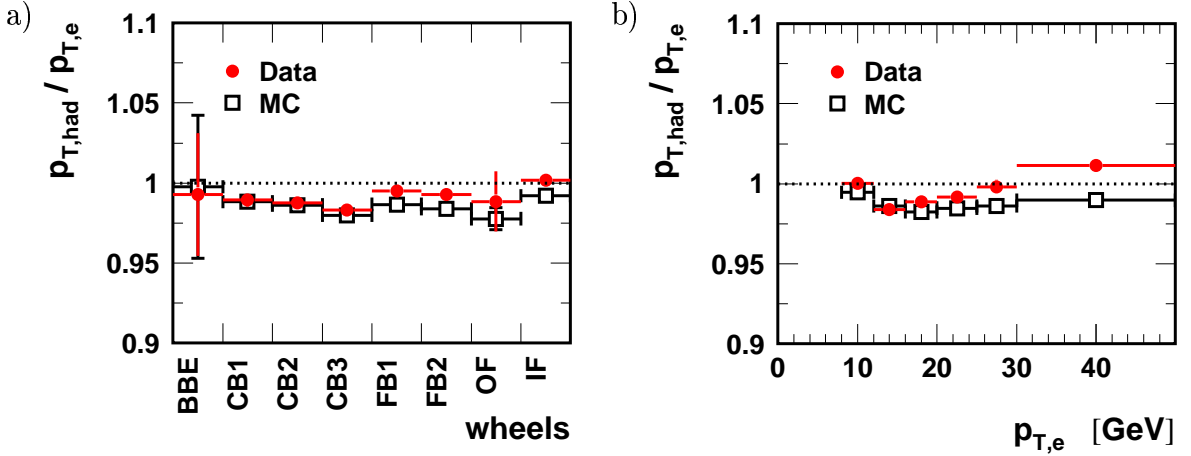 a)
p_T,had / p_T,e
1.1
1.05
1
0.95
0.9
Data
MC
BBE
CB1
CB2
CB3
FB1
FB2
OF
IF
wheels
b)
p_T,had / p_T,e
1.1
1.05
1
0.95
0.9
Data
MC
0
10
20
30
40
p_T,e [GeV]